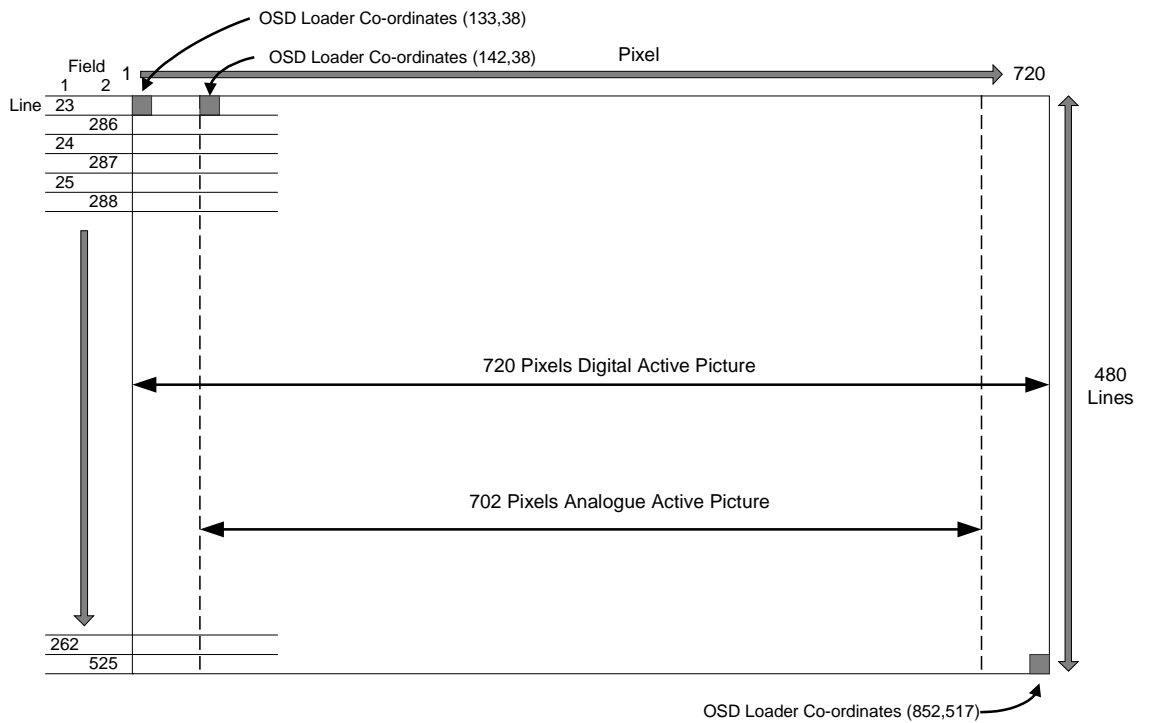 OSD Loader Co-ordinates (133,38)
OSD Loader Co-ordinates (142,38)
Field
1 2
1 Pixel 720
Line 23
286
24
287
25
288
720 Pixels Digital Active Picture
480
Lines
702 Pixels Analogue Active Picture
262
525
OSD Loader Co-ordinates (852,517)